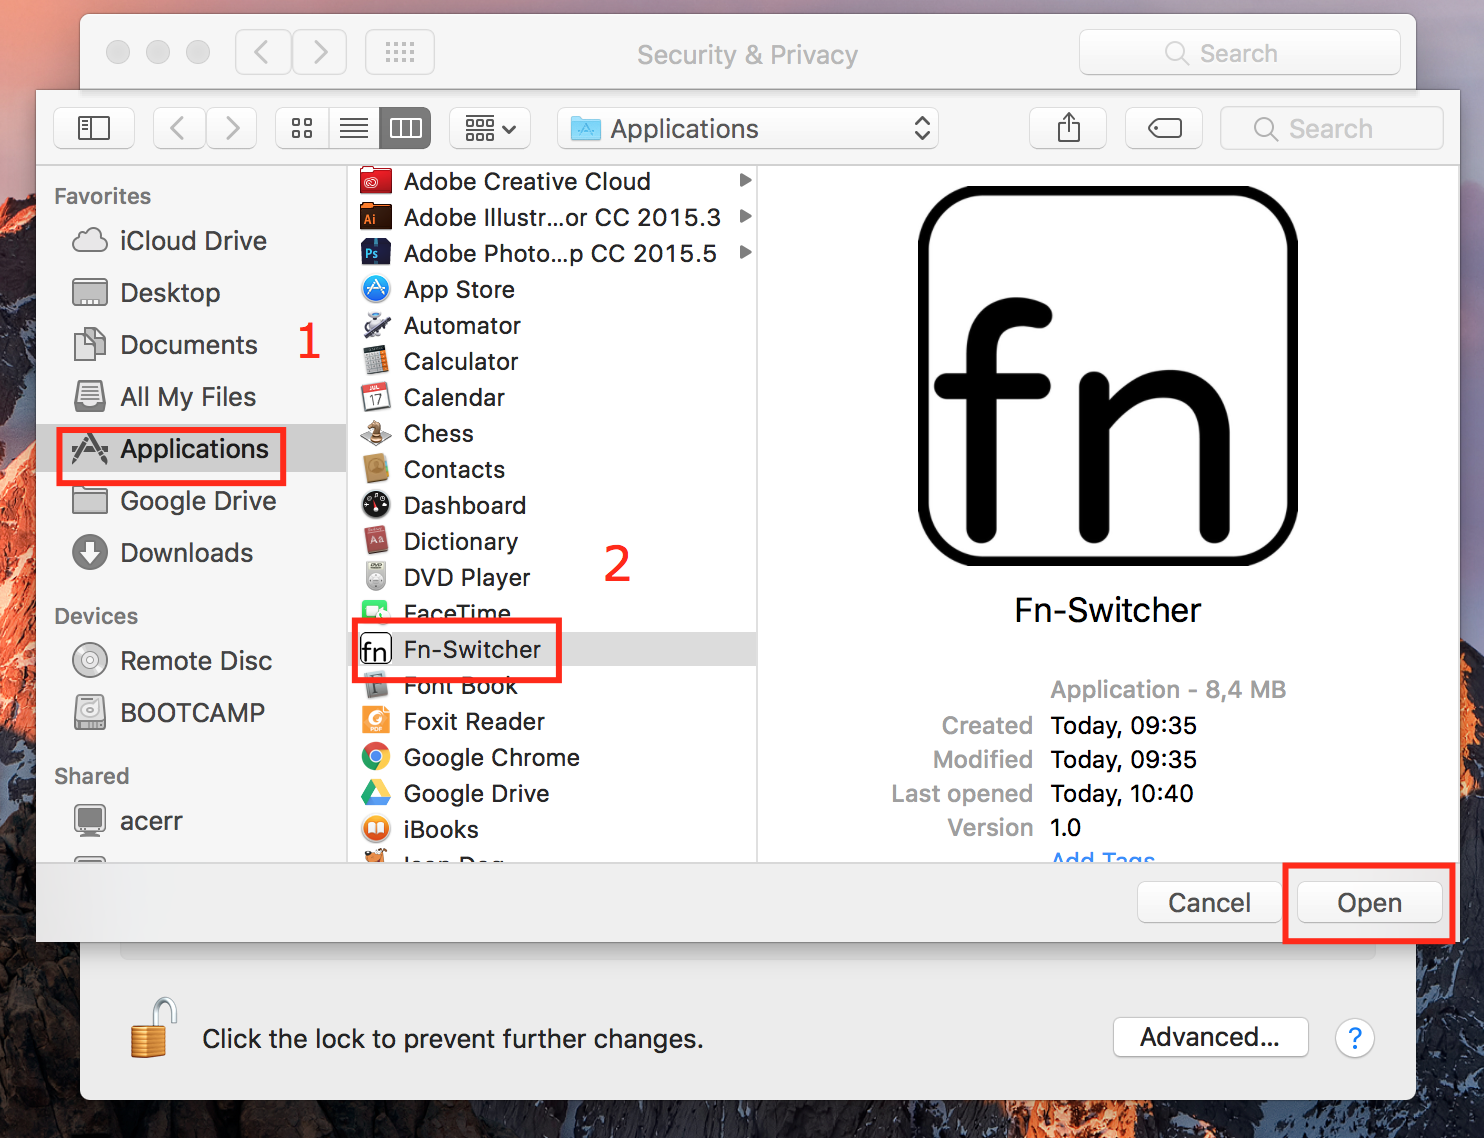 Security & Privacy
Search
Applications
Search
Favorites
iCloud Drive
Desktop
Documents
1
All My Files
Applications
Google Drive
Downloads
Devices
Remote Disc
BOOTCAMP
Shared
acerr
Adobe Creative Cloud
Adobe Illustr...or CC 2015.3
Adobe Photo...p CC 2015.5
App Store
Automator
Calculator
Calendar
Chess
Contacts
Dashboard
Dictionary
2
DVD Player
FaceTime
Fn-Switcher
Font Book
Foxit Reader
Google Chrome
Google Drive
iBooks
fn
Fn-Switcher
Application - 8,4 MB
Created Today, 09:35
Modified Today, 09:35
Last opened Today, 10:40
Version 1.0
Add Tags
Cancel
Open
Click the lock to prevent further changes.
Advanced...
?